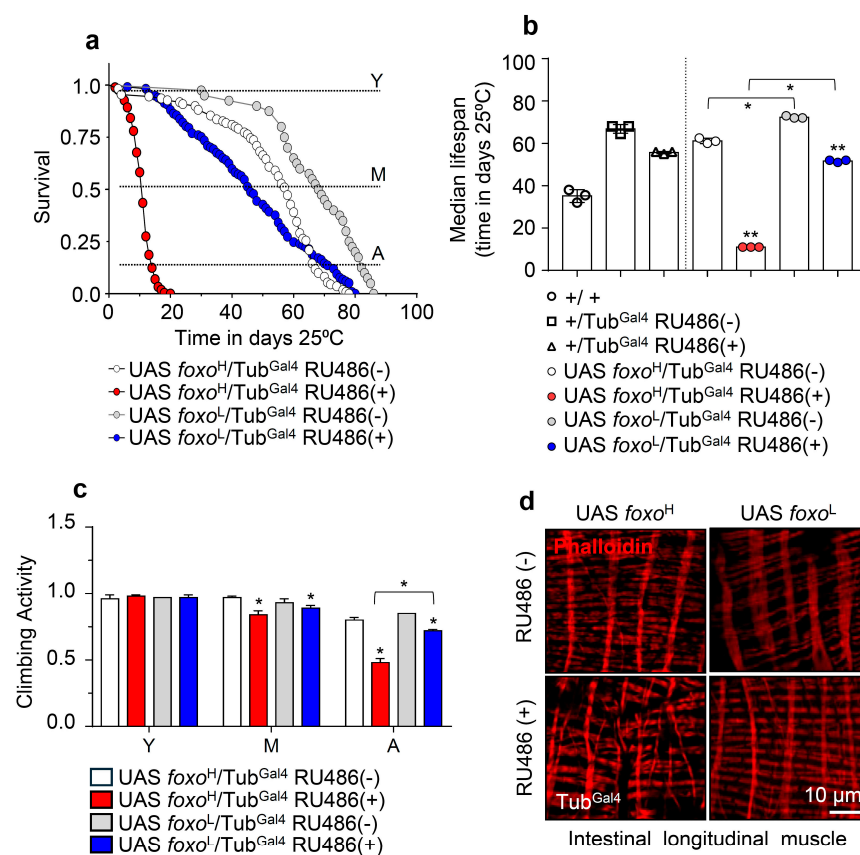 a
Y
M
A
Survival
1.0
0.75
0.5
0.25
0.0
0 20 40 60 80 100
Time in days 25ºC
UAS foxoᴴ/Tubᴳᵃˡ⁴ RU486(-)
UAS foxoᴴ/Tubᴳᵃˡ⁴ RU486(+)
UAS foxoᴸ/Tubᴳᵃˡ⁴ RU486(-)
UAS foxoᴸ/Tubᴳᵃˡ⁴ RU486(+)
b
Median lifespan
(time in days 25ºC)
100
80
60
40
20
0
*
*
**
**
+/ +
+/Tubᴳᵃˡ⁴ RU486(-)
+/Tubᴳᵃˡ⁴ RU486(+)
UAS foxoᴴ/Tubᴳᵃˡ⁴ RU486(-)
UAS foxoᴴ/Tubᴳᵃˡ⁴ RU486(+)
UAS foxoᴸ/Tubᴳᵃˡ⁴ RU486(-)
UAS foxoᴸ/Tubᴳᵃˡ⁴ RU486(+)
c
Climbing Activity
1.5
1.0
0.5
0.0
*
* *
*
*
Y M A
UAS foxoᴴ/Tubᴳᵃˡ⁴ RU486(-)
UAS foxoᴴ/Tubᴳᵃˡ⁴ RU486(+)
UAS foxoᴸ/Tubᴳᵃˡ⁴ RU486(-)
UAS foxoᴸ/Tubᴳᵃˡ⁴ RU486(+)
d
UAS foxoᴴ UAS foxoᴸ
RU486 (-)
Phalloidin
RU486 (+)
Tubᴳᵃˡ⁴
10 µm
Intestinal longitudinal muscle